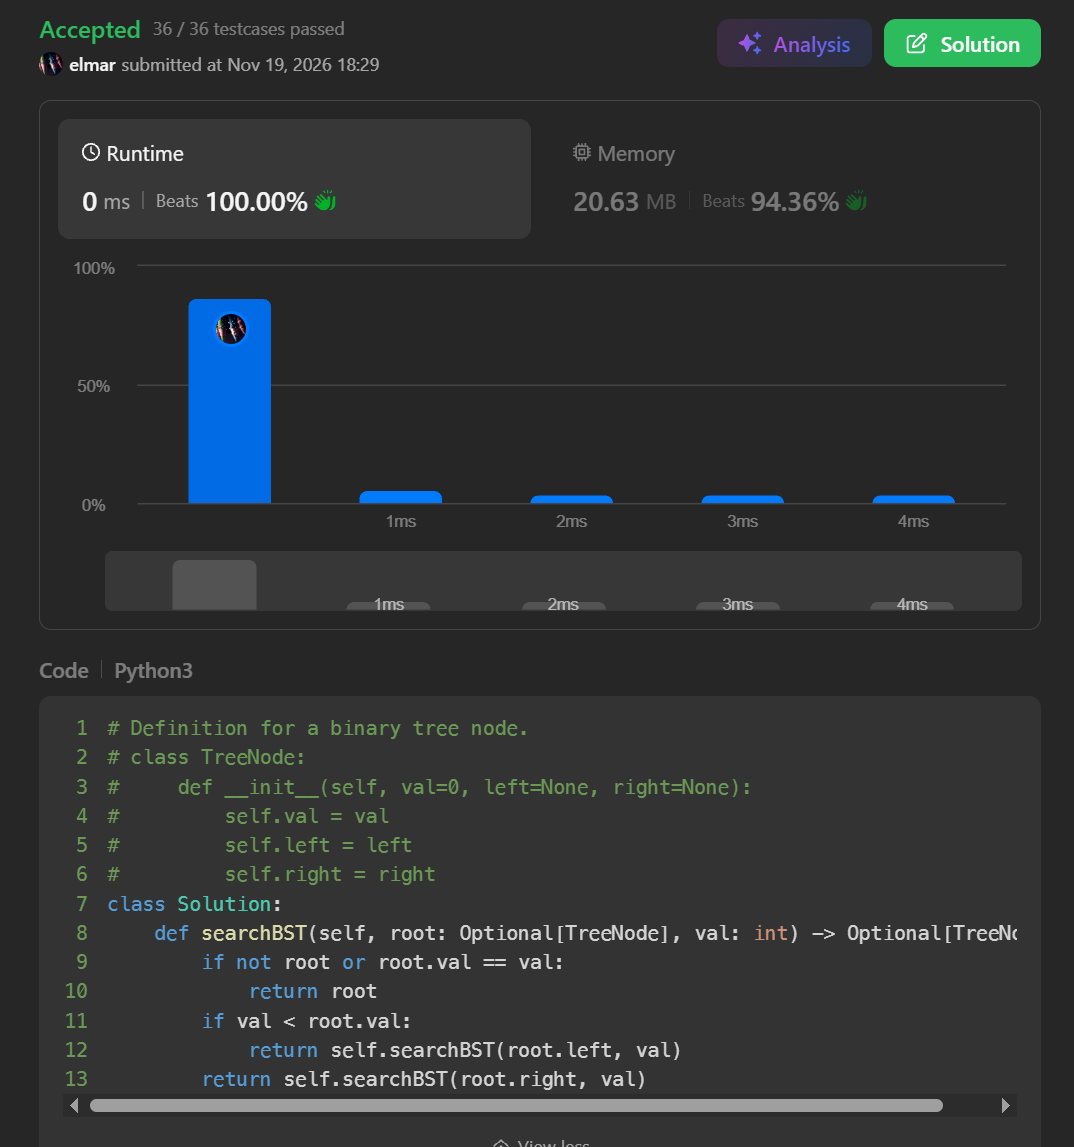 Accepted 36 / 36 testcases passed
elmar submitted at Nov 19, 2026 18:29
Analysis
Solution
Runtime
0 ms Beats 100.00%
Memory
20.63 MB Beats 94.36%
100%
50%
0%
1ms 2ms 3ms 4ms
1ms 2ms 3ms 4ms
Code Python3
1 # Definition for a binary tree node.
2 # class TreeNode:
3 #     def __init__(self, val=0, left=None, right=None):
4 #         self.val = val
5 #         self.left = left
6 #         self.right = right
7 class Solution:
8     def searchBST(self, root: Optional[TreeNode], val: int) -> Optional[TreeNo
9         if not root or root.val == val:
10             return root
11         if val < root.val:
12             return self.searchBST(root.left, val)
13         return self.searchBST(root.right, val)
View less